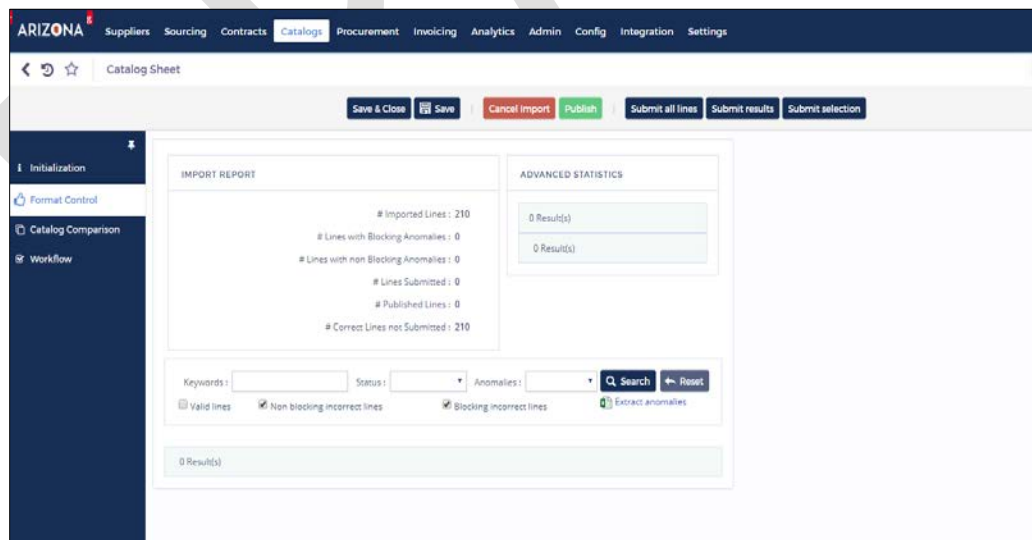 ARIZONA Suppliers Sourcing Contracts Catalogs Procurement Invoicing Analytics Admin Config Integration Settings
Catalog Sheet
Save & Close Save Cancel Import Publish Submit all lines Submit results Submit selection
Initialization
Format Control
Catalog Comparison
Workflow
IMPORT REPORT
# Imported Lines : 210
# Lines with Blocking Anomalies : 0
# Lines with non Blocking Anomalies : 0
# Lines Submitted : 0
# Published Lines : 0
# Correct Lines not Submitted : 210
ADVANCED STATISTICS
0 Result(s)
0 Result(s)
Keywords : Status : Anomalies : Search Reset
Valid lines Non blocking incorrect lines Blocking incorrect lines Extract anomalies
0 Result(s)